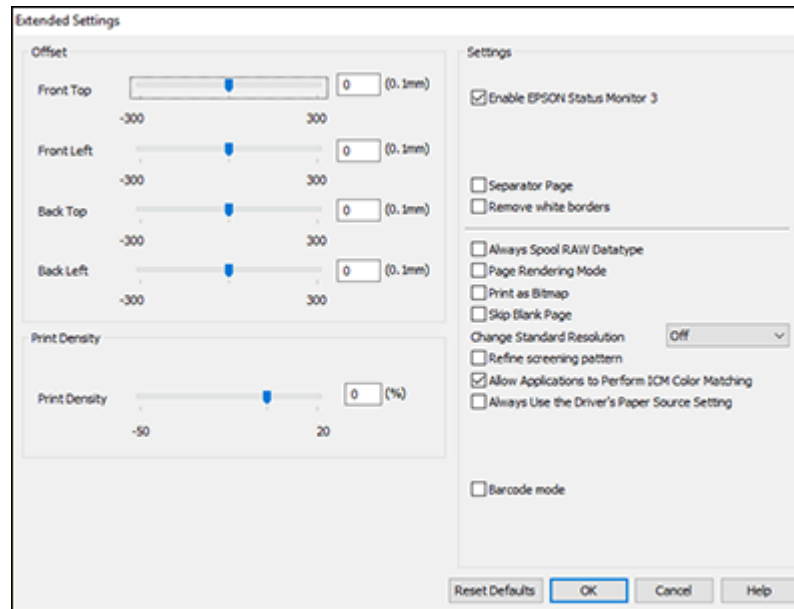 Extended Settings
Offset
Front Top
0 (0.1mm)
-300 300
Front Left
0 (0.1mm)
-300 300
Back Top
0 (0.1mm)
-300 300
Back Left
0 (0.1mm)
-300 300
Print Density
Print Density
0 (%)
-50 20
Settings
Enable EPSON Status Monitor 3
Separator Page
Remove white borders
Always Spool RAW Datatype
Page Rendering Mode
Print as Bitmap
Skip Blank Page
Change Standard Resolution Off
Refine screening pattern
Allow Applications to Perform ICM Color Matching
Always Use the Driver's Paper Source Setting
Barcode mode
Reset Defaults OK Cancel Help